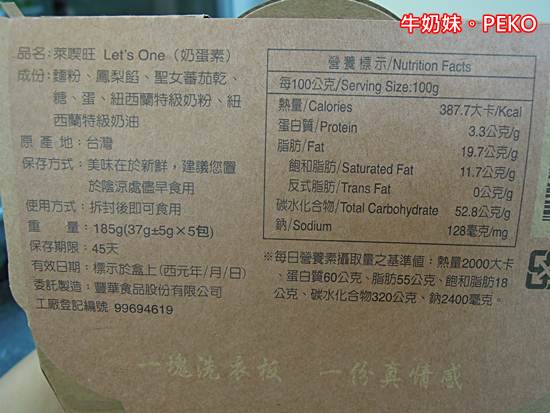 牛奶妹。PEKO
品名:萊喫旺 Let's One(奶蛋素)
成份:麵粉、鳳梨餡、聖女蕃茄乾、
糖、蛋、紐西蘭特級奶粉、紐
西蘭特級奶油
原 產 地:台灣
保存方式:美味在於新鮮,建議您置
於陰涼處儘早食用
使用方式:拆封後即可食用
重 量:185g(37g±5g×5包)
保存期限:45天
有效日期:標示於盒上(西元年/月/日)
委託製造:豐華食品股份有限公司
工廠登記編號 99694619
營養標示/Nutrition Facts
每100公克/Serving Size:100g
熱量/Calories 387.7大卡/Kcal
蛋白質/Protein 3.3公克/g
脂肪/Fat 19.7公克/g
飽和脂肪/Saturated Fat 11.7公克/g
反式脂肪/Trans Fat 0公克/g
碳水化合物/Total Carbohydrate 52.8公克/g
鈉/Sodium 128毫克/mg
※每日營養素攝取量之基準值:熱量2000大卡
、蛋白質60公克、脂肪55公克、飽和脂肪18
公克、碳水化合物320公克、鈉2400毫克。
一塊洗衣板 一份真情感